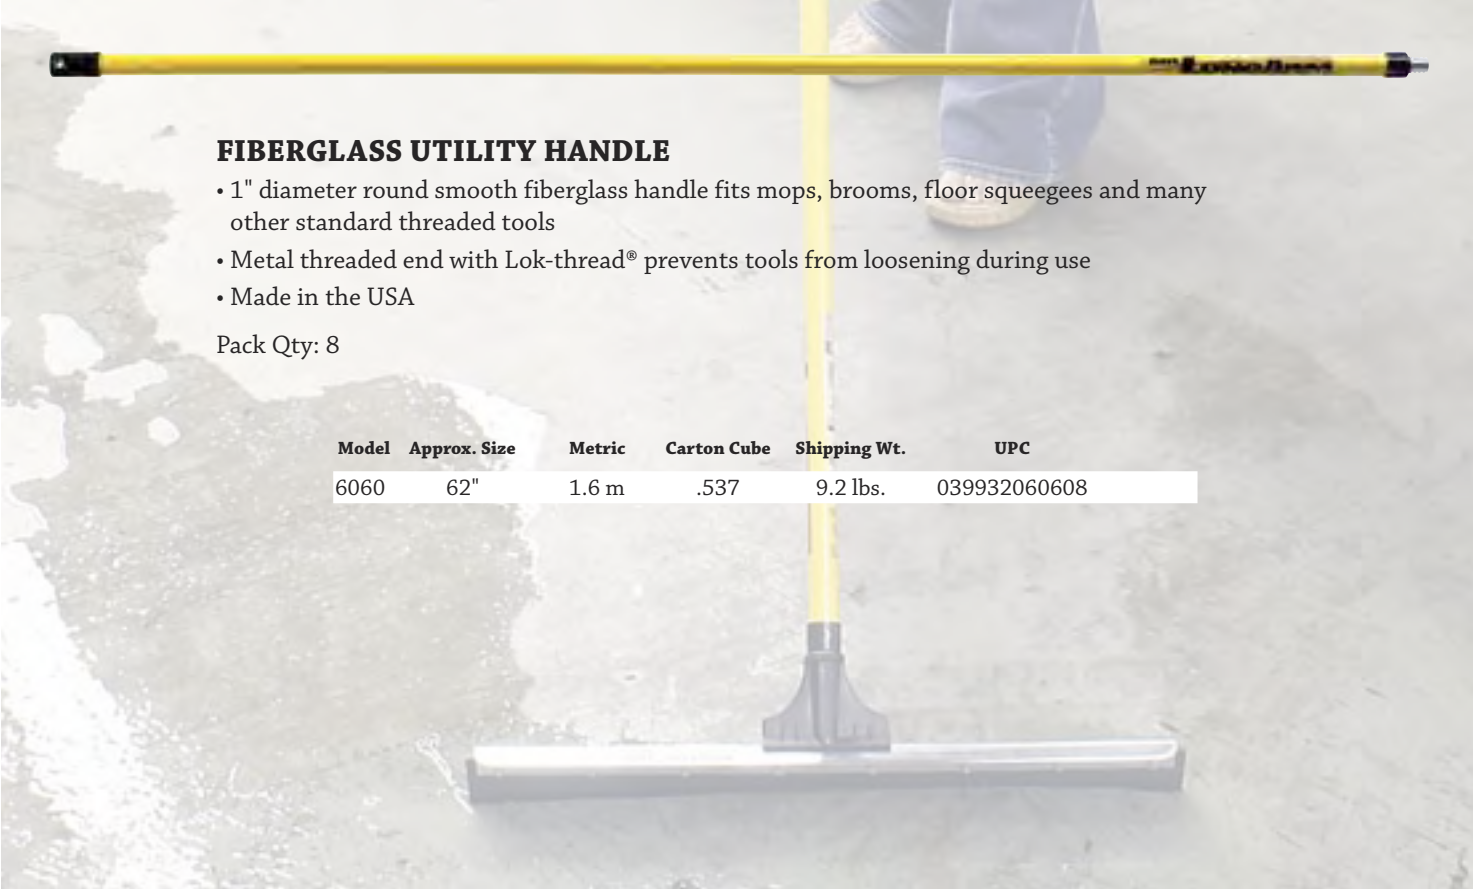 FIBERGLASS UTILITY HANDLE
• 1" diameter round smooth fiberglass handle fits mops, brooms, floor squeegees and many
other standard threaded tools
• Metal threaded end with Lok-thread® prevents tools from loosening during use
• Made in the USA
Pack Qty: 8
Model Approx. Size Metric Carton Cube Shipping Wt. UPC
6060 62" 1.6 m .537 9.2 lbs. 039932060608